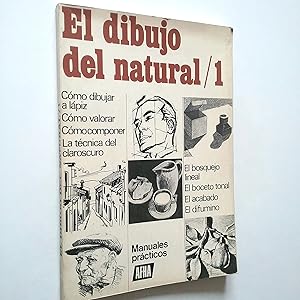 El dibujo
del natural/1
Cómo dibujar
a lápiz
Cómo valorar
Cómo componer
La técnica del
claroscuro
El bosquejo
lineal
El boceto tonal
El acabado
El difumino
Manuales
prácticos
AFHA